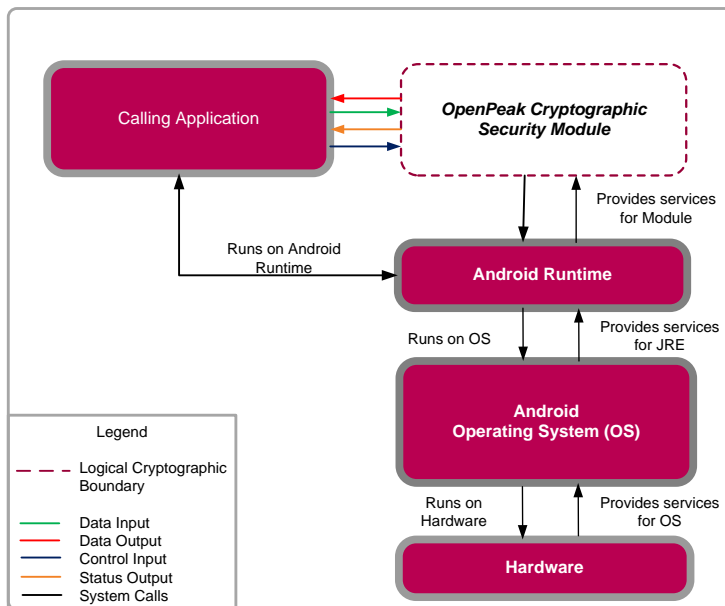 Calling Application
OpenPeak Cryptographic
Security Module
Provides services
for Module
Runs on Android
Runtime
Android Runtime
Runs on OS
Provides services
for JRE
Android
Operating System (OS)
Runs on
Hardware
Provides services
for OS
Hardware
Legend
Logical Cryptographic
Boundary
Data Input
Data Output
Control Input
Status Output
System Calls